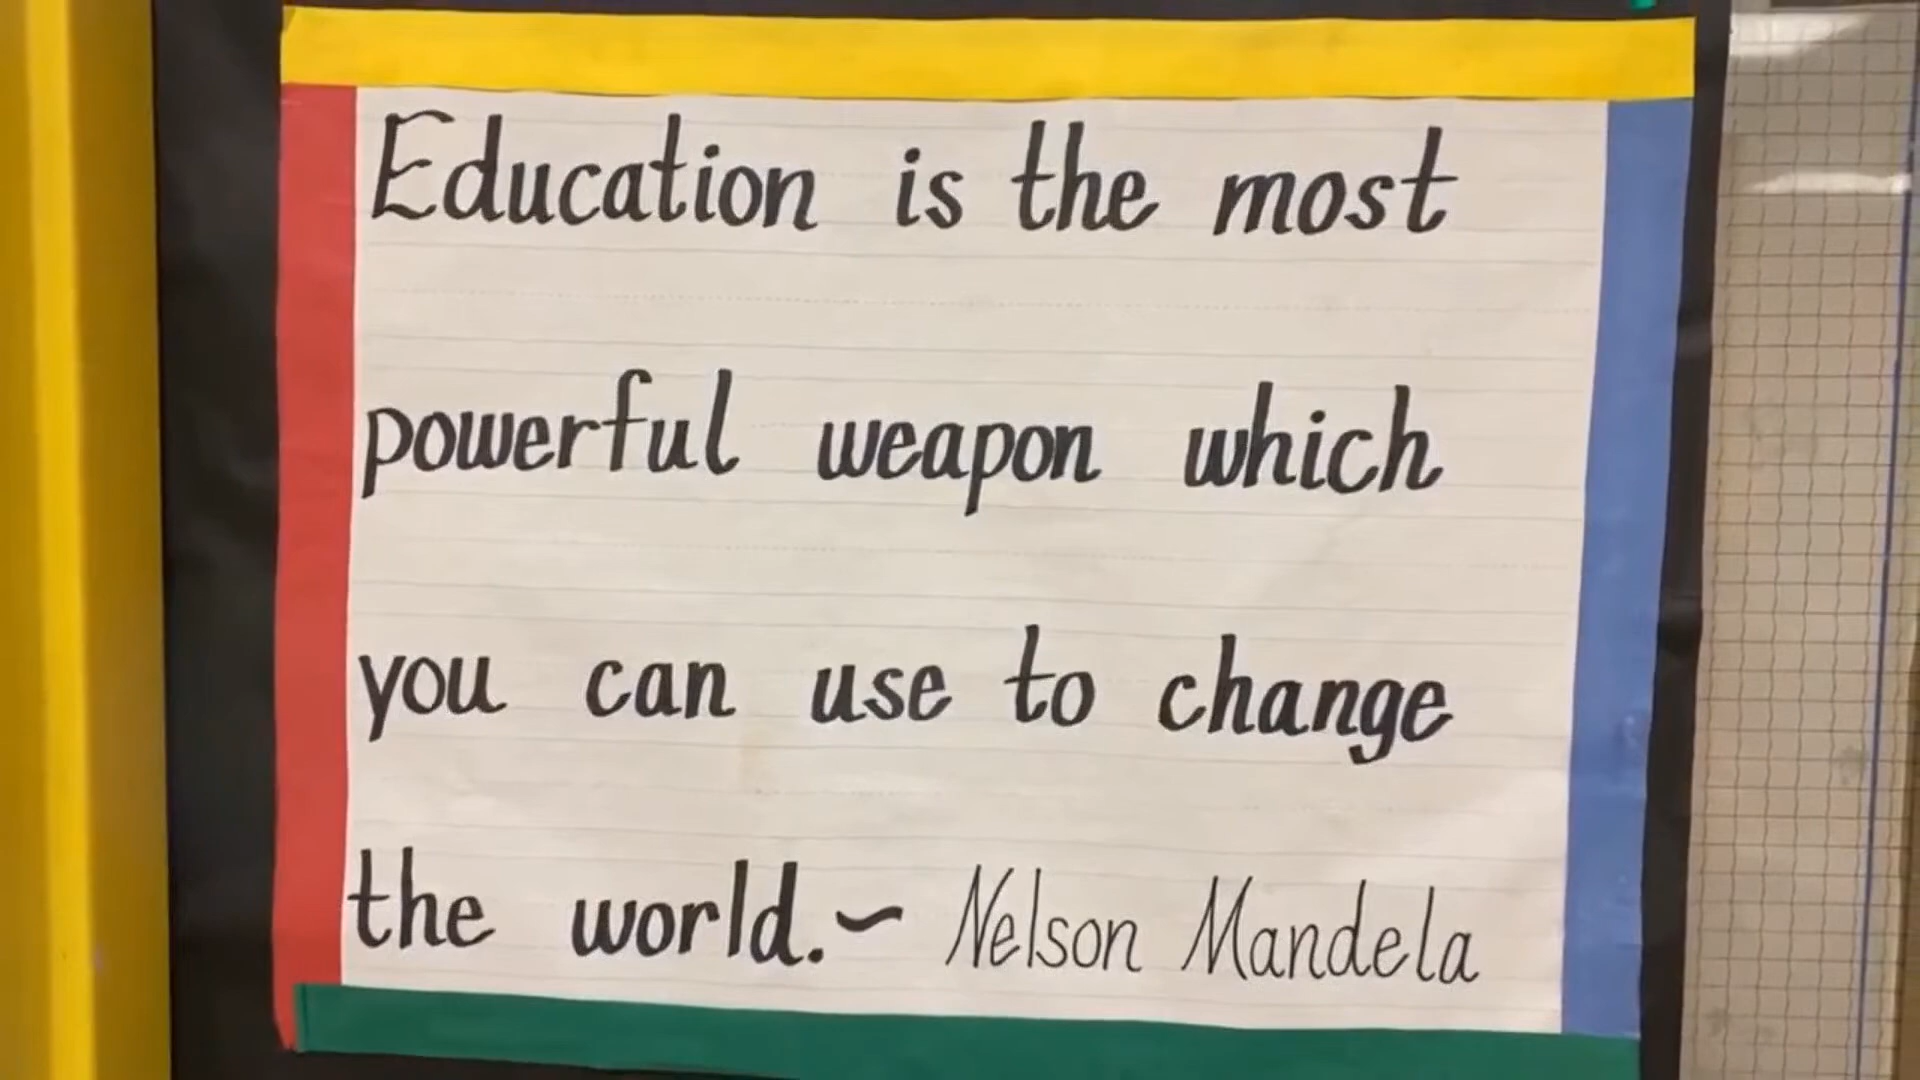 Education is the most
powerful weapon which
you can use to change
the world.~ Nelson Mandela